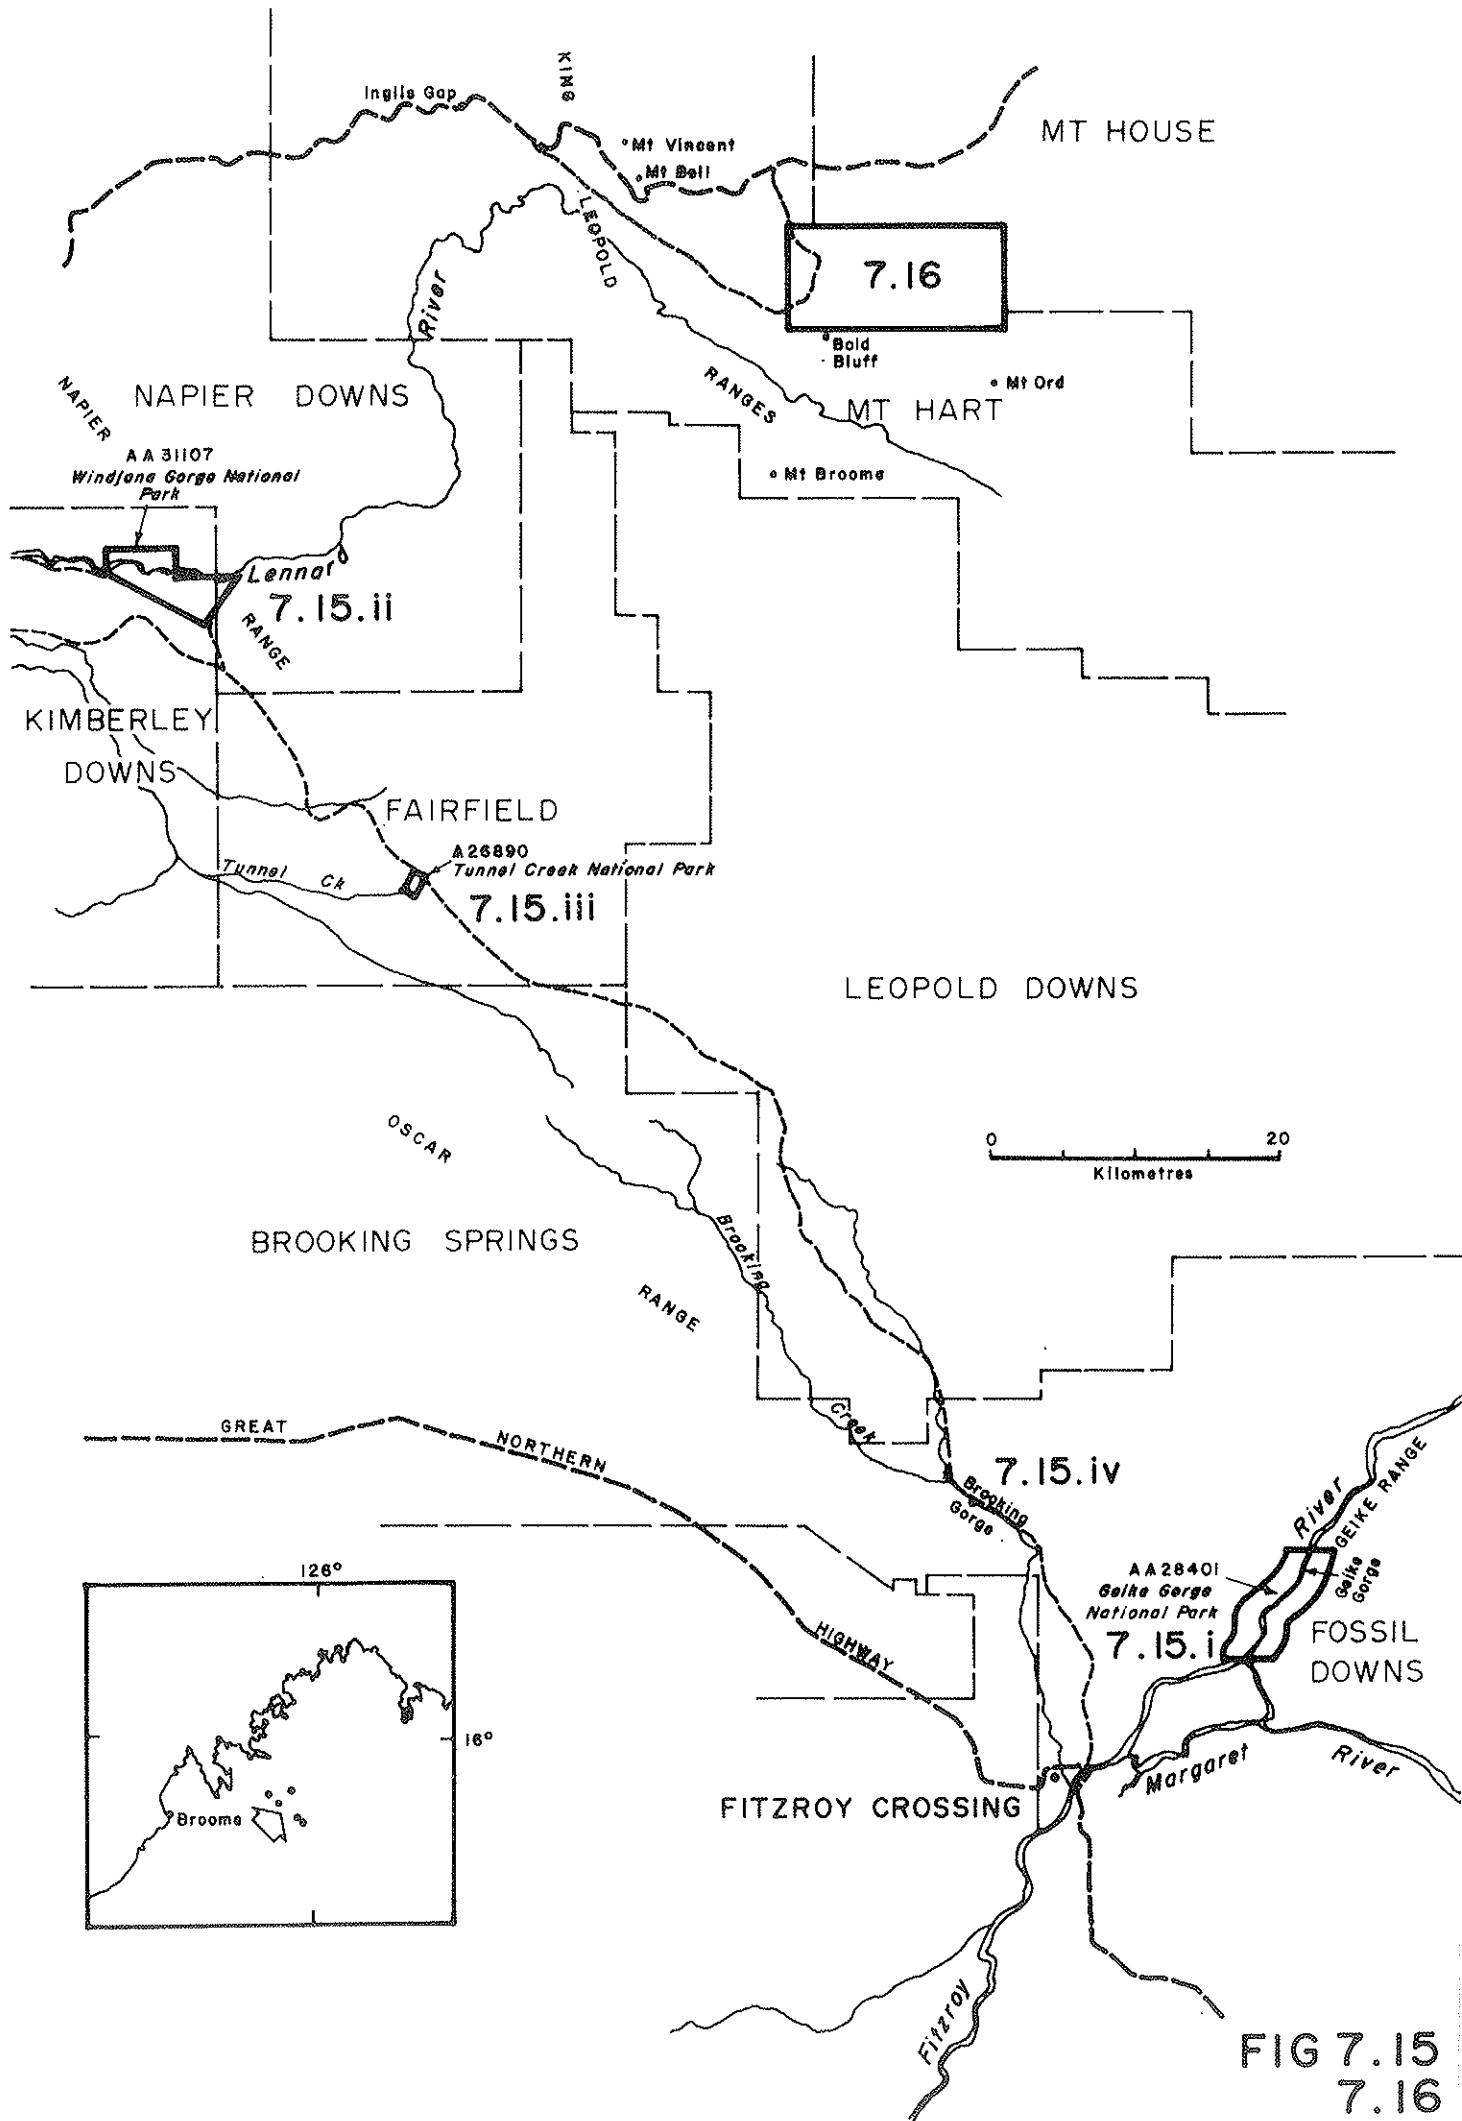 Inglis Gap
KING
Mt Vincent
Mt Bell
MT HOUSE
LEOPOLD
River
7.16
Bold
Bluff
RANGES
MT HART
Mt Ord
NAPIER
NAPIER DOWNS
AA 31107
Windjana Gorge National
Park
Mt Broome
Lennard
7.15.ii
RANGE
KIMBERLEY
DOWNS
FAIRFIELD
A26890
Tunnel Creek National Park
Tunnel Ck
7.15.iii
LEOPOLD DOWNS
OSCAR
0 20
Kilometres
BROOKING SPRINGS
Brooking
RANGE
Creek
GREAT
NORTHERN
7.15.iv
Brooking
Gorge
River
GEIKE RANGE
AA28401
Geike Gorge
National Park
Geike
Gorge
7.15.i
FOSSIL
DOWNS
HIGHWAY
126°
16°
Broome
Margaret
River
FITZROY CROSSING
Fitzroy
FIG 7.15
7.16